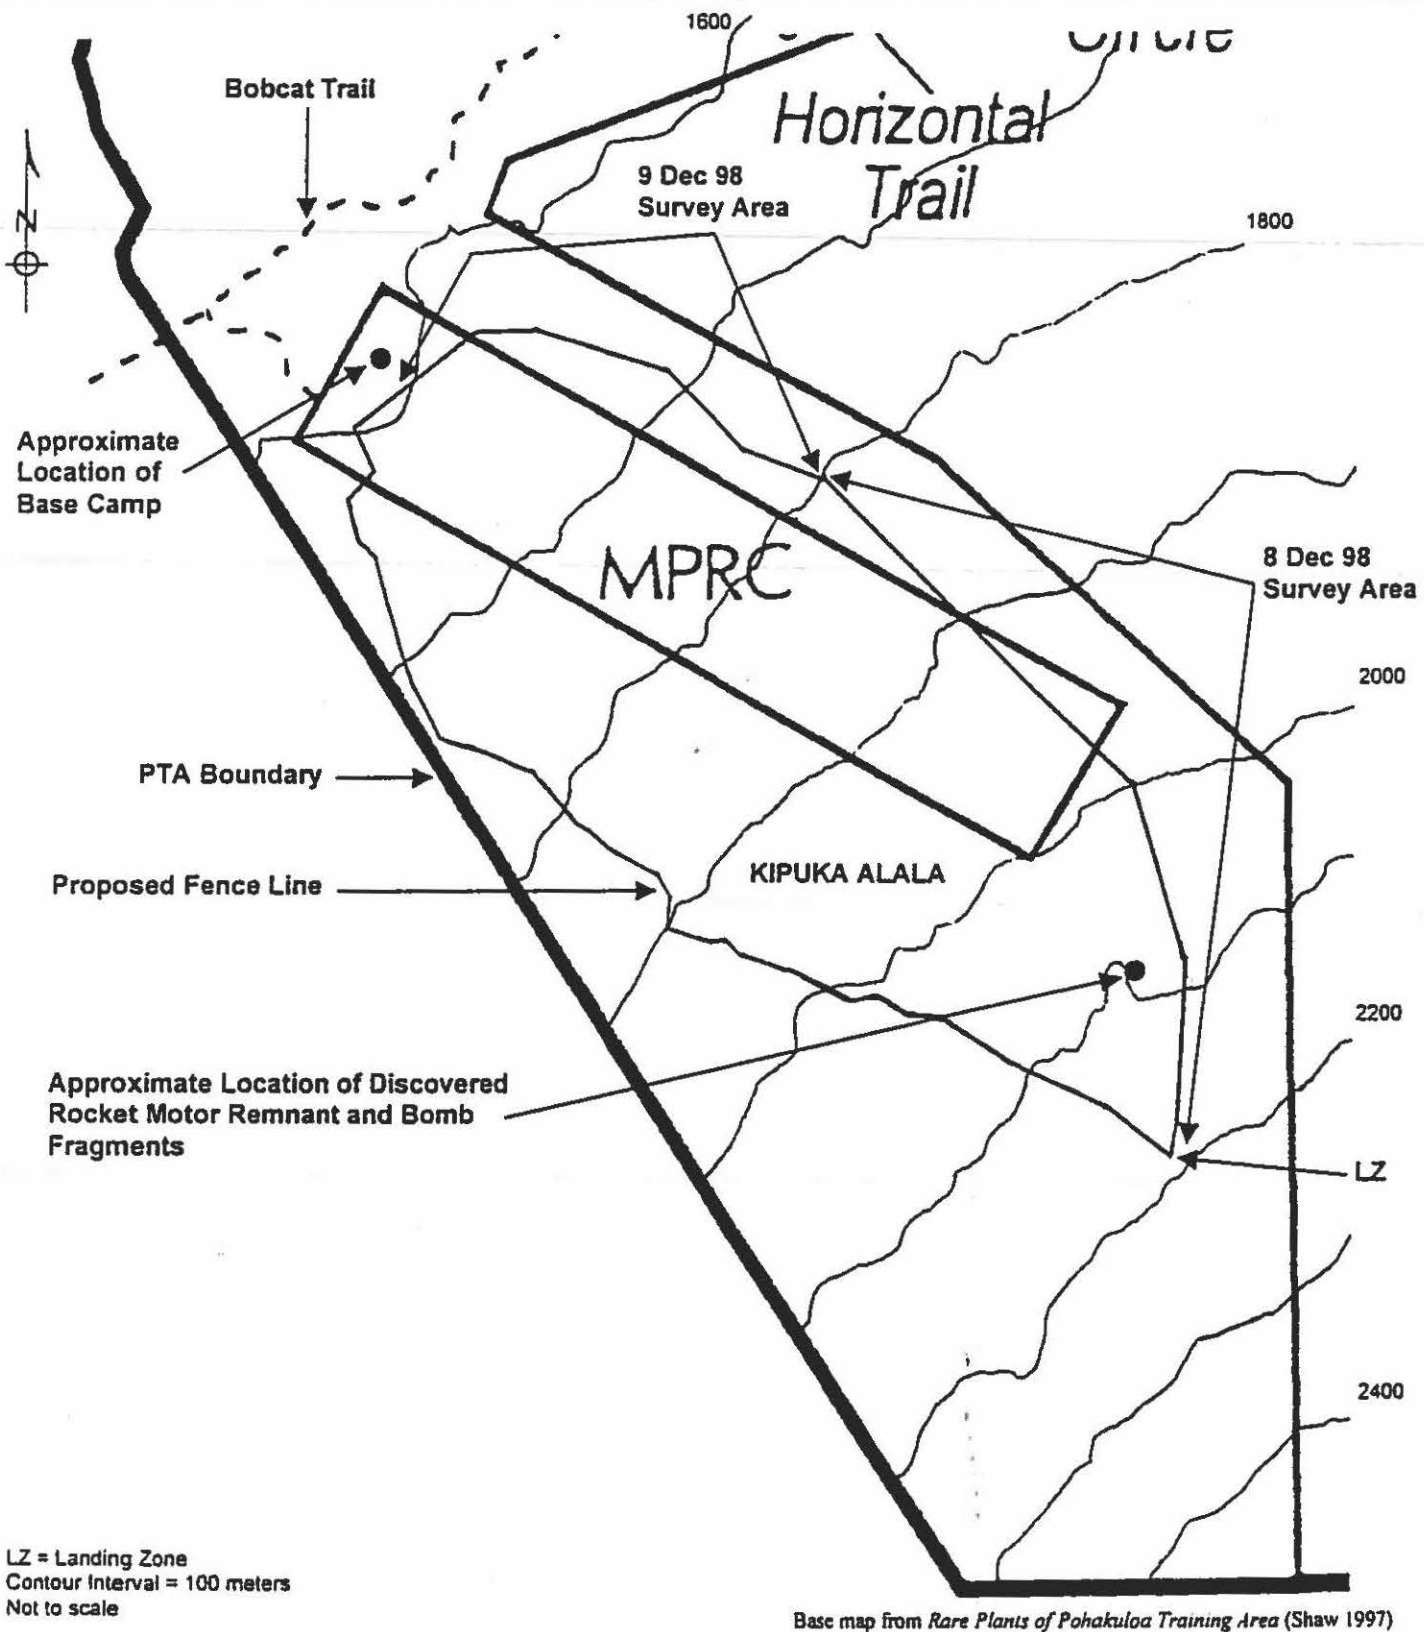 1600
Circle
Bobcat Trail
Horizontal
Trail
9 Dec 98
Survey Area
N
1800
Approximate
Location of
Base Camp
MPRC
8 Dec 98
Survey Area
2000
PTA Boundary
Proposed Fence Line
KIPUKA ALALA
2200
Approximate Location of Discovered
Rocket Motor Remnant and Bomb
Fragments
LZ
2400
LZ = Landing Zone
Contour Interval = 100 meters
Not to scale
Base map from Rare Plants of Pohakuloa Training Area (Shaw 1997)